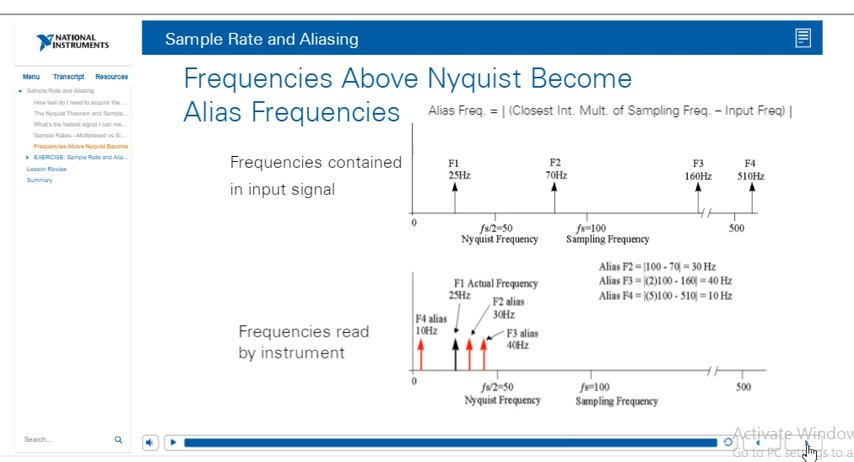 NATIONAL
INSTRUMENTS
Sample Rate and Aliasing
Menu Transcript Resources
Sample Rate and Aliasing
How fast do I need to acquire the ...
The Nyquist Theorem and Sample...
What's the fastest signal I can me...
Sample Rates—Multiplexed vs Si...
Frequencies Above Nyquist Become
EXERCISE: Sample Rate and Alia...
Lesson Review
Summary
Search...
Frequencies Above Nyquist Become
Alias Frequencies
Alias Freq. = | (Closest Int. Mult. of Sampling Freq. – Input Freq) |
Frequencies contained
in input signal
F1
25Hz
F2
70Hz
F3
160Hz
F4
510Hz
0
fs/2=50
Nyquist Frequency
fs=100
Sampling Frequency
500
Alias F2 = |100 - 70| = 30 Hz
Alias F3 = |(2)100 - 160| = 40 Hz
Alias F4 = |(5)100 - 510| = 10 Hz
Frequencies read
by instrument
F1 Actual Frequency
25Hz
F2 alias
30Hz
F4 alias
10Hz
F3 alias
40Hz
0
fs/2=50
Nyquist Frequency
fs=100
Sampling Frequency
500
Activate Window
Go to PC settings to a